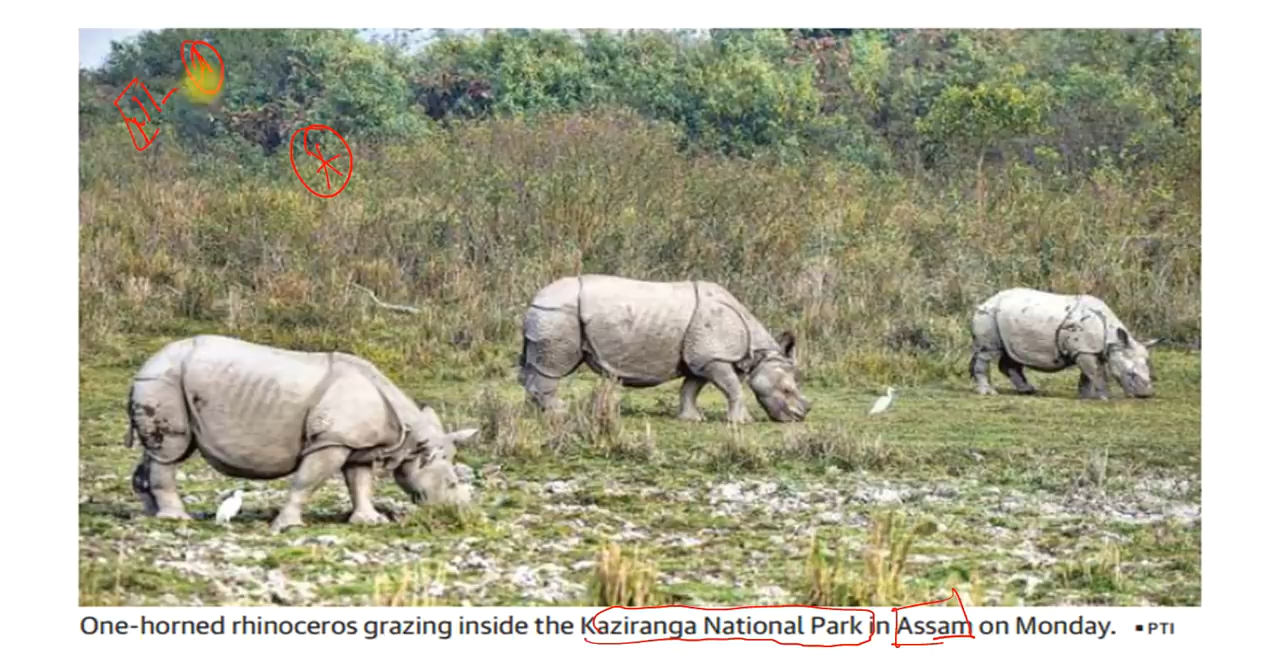 One-horned rhinoceros grazing inside the Kaziranga National Park in Assam on Monday. ▪ PTI